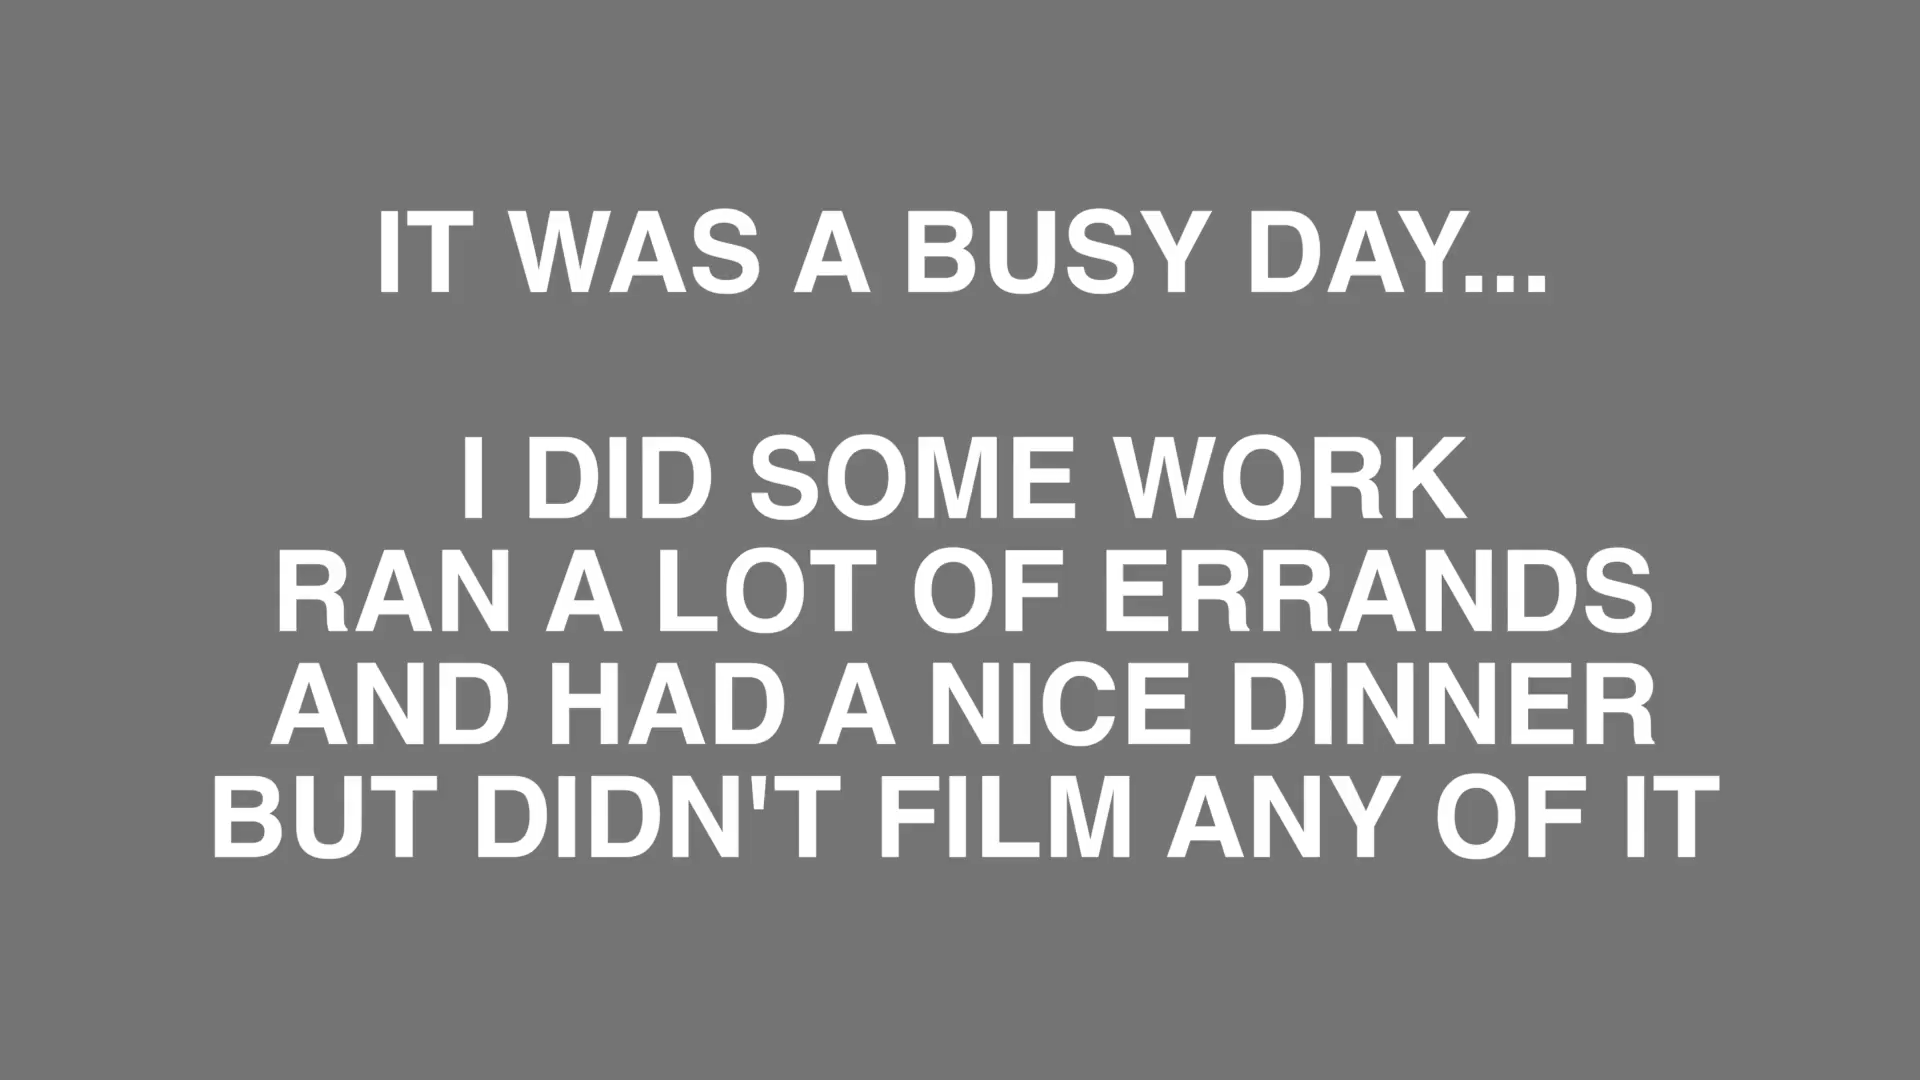 IT WAS A BUSY DAY...
I DID SOME WORK
RAN A LOT OF ERRANDS
AND HAD A NICE DINNER
BUT DIDN'T FILM ANY OF IT